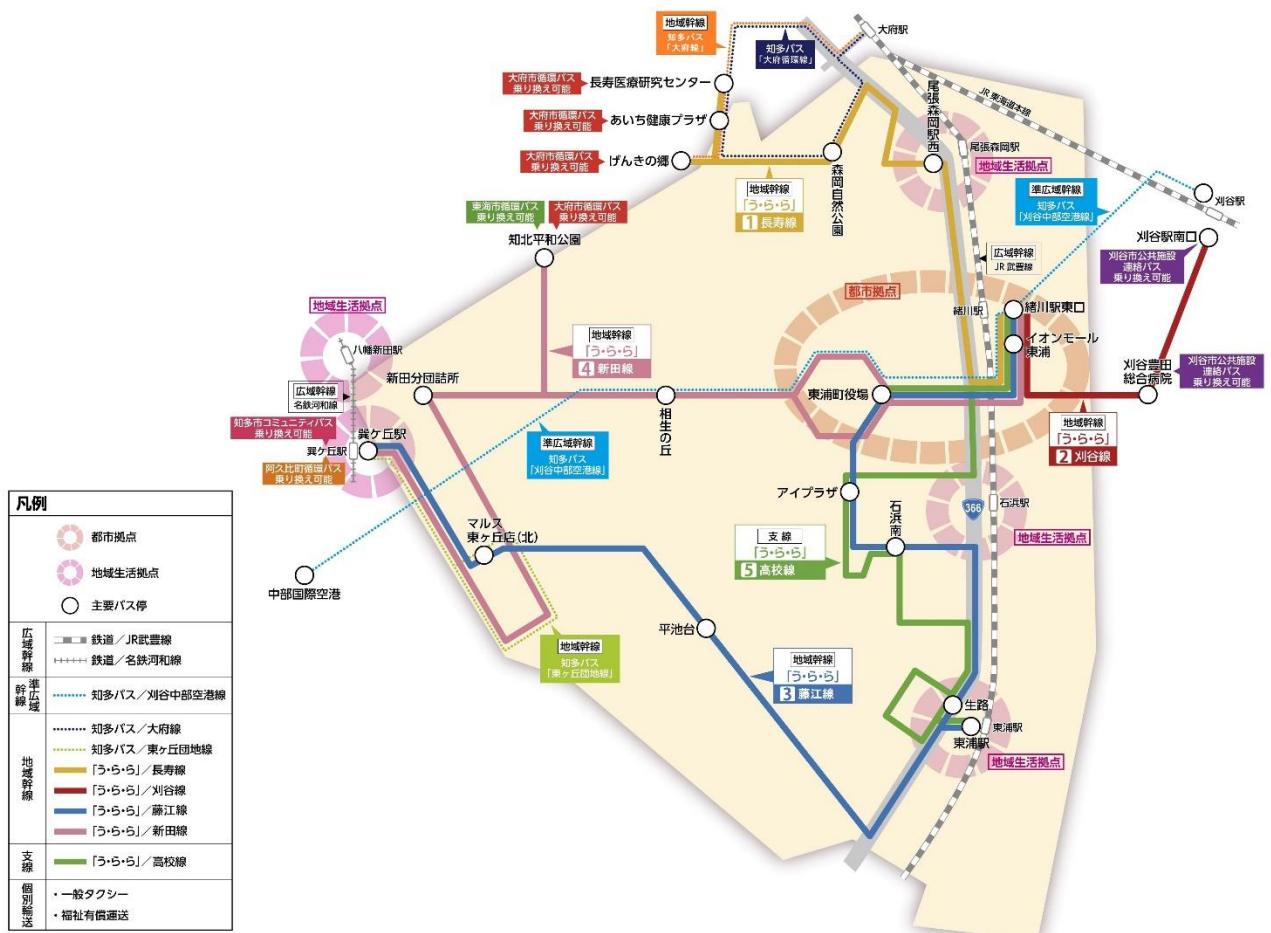 地域幹線
知多バス
「大府線」
知多バス
「大府循環線」
大府駅
大府市循環バス
乗り換え可能
長寿医療研究センター
大府市循環バス
乗り換え可能
あいち健康プラザ
大府市循環バス
乗り換え可能
げんきの郷
尾張森岡駅西
尾張森岡駅
地域生活拠点
JR東海道本線
森岡自然公園
地域幹線
「う・ら・ら」
1 長寿線
準広域幹線
知多バス
「刈谷中部空港線」
刈谷駅
刈谷駅南口
刈谷市公共施設
連絡バス
乗り換え可能
東海市循環バス
乗り換え可能
大府市循環バス
乗り換え可能
知北平和公園
広域幹線
JR武豊線
都市拠点
緒川駅
緒川駅東口
イオンモール
東浦
地域生活拠点
八幡新田駅
広域幹線
名鉄河和線
新田分団詰所
地域幹線
「う・ら・ら」
4 新田線
相生の丘
東浦町役場
刈谷豊田
総合病院
刈谷市公共施設
連絡バス
乗り換え可能
地域幹線
「う・ら・ら」
2 刈谷線
知多市コミュニティバス
乗り換え可能
巽ケ丘駅
巽ケ丘駅
阿久比町循環バス
乗り換え可能
準広域幹線
知多バス
「刈谷中部空港線」
アイプラザ
石浜南
366
石浜駅
地域生活拠点
マルス
東ヶ丘店(北)
中部国際空港
支線
「う・ら・ら」
5 高校線
平池台
地域幹線
知多バス
「東ヶ丘団地線」
地域幹線
「う・ら・ら」
3 藤江線
生路
東浦駅
東浦駅
地域生活拠点
凡例
都市拠点
地域生活拠点
主要バス停
広域幹線
鉄道/JR武豊線
鉄道/名鉄河和線
準広域幹線
知多バス/刈谷中部空港線
地域幹線
知多バス/大府線
知多バス/東ヶ丘団地線
「う・ら・ら」/長寿線
「う・ら・ら」/刈谷線
「う・ら・ら」/藤江線
「う・ら・ら」/新田線
支線
「う・ら・ら」/高校線
個別輸送
・一般タクシー
・福祉有償運送